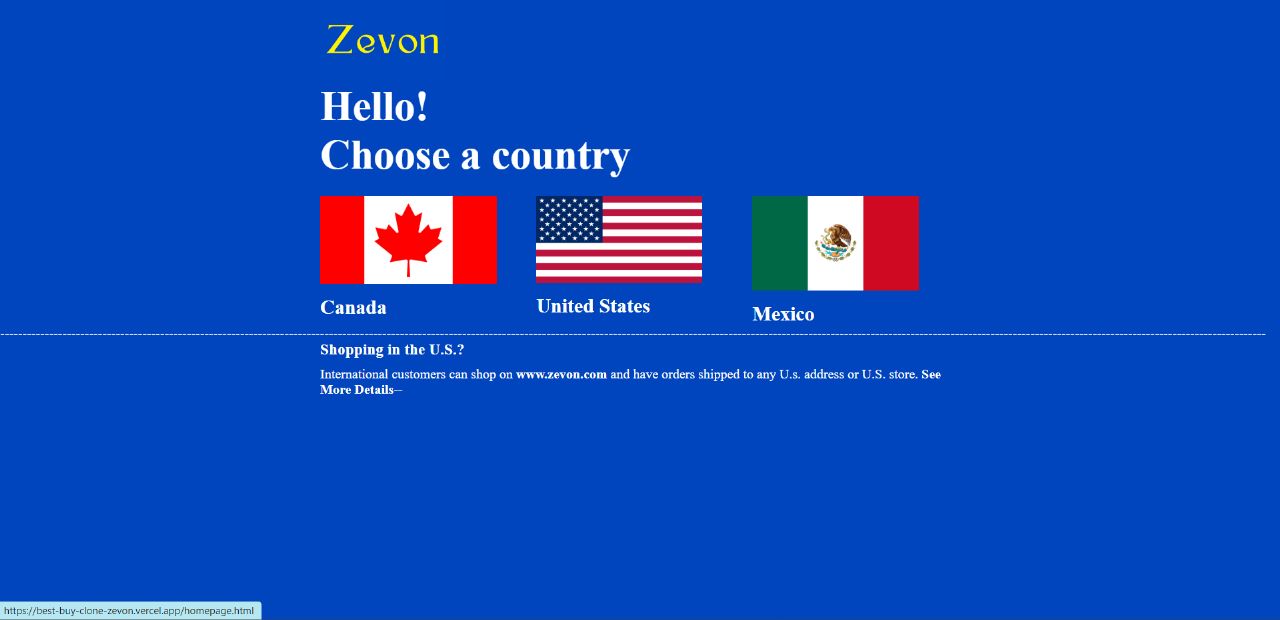 Zevon
Hello!
Choose a country
Canada
United States
Mexico
Shopping in the U.S.?
International customers can shop on www.zevon.com and have orders shipped to any U.s. address or U.S. store. See
More Details--
https://best-buy-clone-zevon.vercel.app/homepage.html